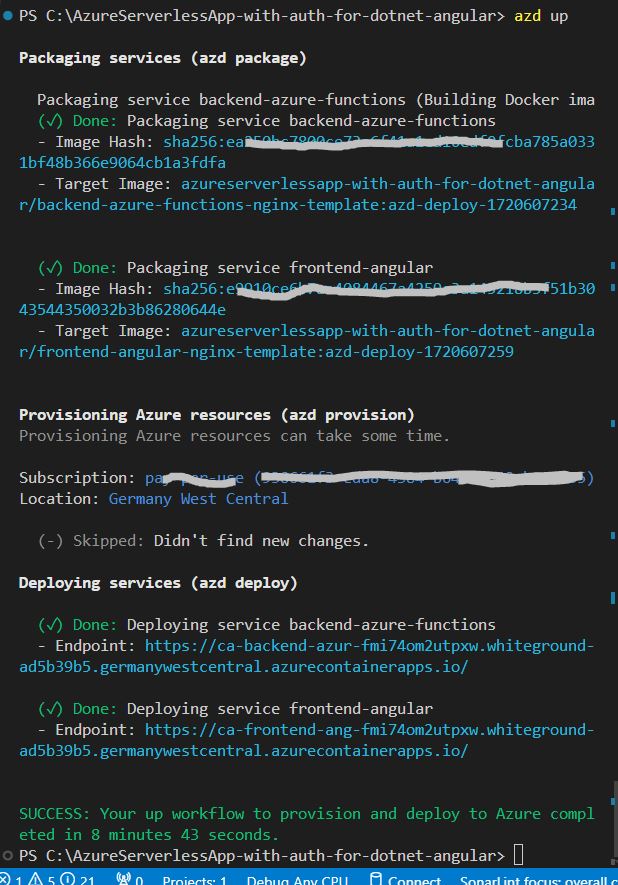 PS C:\AzureServerlessApp-with-auth-for-dotnet-angular> azd up
Packaging services (azd package)
Packaging service backend-azure-functions (Building Docker ima
(✓) Done: Packaging service backend-azure-functions
- Image Hash: sha256:ea fcba785a033
1bf48b366e9064cb1a3fdfa
- Target Image: azureserverlessapp-with-auth-for-dotnet-angula
r/backend-azure-functions-nginx-template:azd-deploy-1720607234
(✓) Done: Packaging service frontend-angular
- Image Hash: sha256:e f51b30
43544350032b3b86280644e
- Target Image: azureserverlessapp-with-auth-for-dotnet-angula
r/frontend-angular-nginx-template:azd-deploy-1720607259
Provisioning Azure resources (azd provision)
Provisioning Azure resources can take some time.
Subscription:
Location: Germany West Central
(-) Skipped: Didn't find new changes.
Deploying services (azd deploy)
(✓) Done: Deploying service backend-azure-functions
- Endpoint: https://ca-backend-azur-fmi74om2utpxw.whiteground-
ad5b39b5.germanywestcentral.azurecontainerapps.io/
(✓) Done: Deploying service frontend-angular
- Endpoint: https://ca-frontend-ang-fmi74om2utpxw.whiteground-
ad5b39b5.germanywestcentral.azurecontainerapps.io/
SUCCESS: Your up workflow to provision and deploy to Azure compl
eted in 8 minutes 43 seconds.
PS C:\AzureServerlessApp-with-auth-for-dotnet-angular>
1 5 21 0 Projects: 1 Debug Any CPU Connect SonarLint focus: overall c